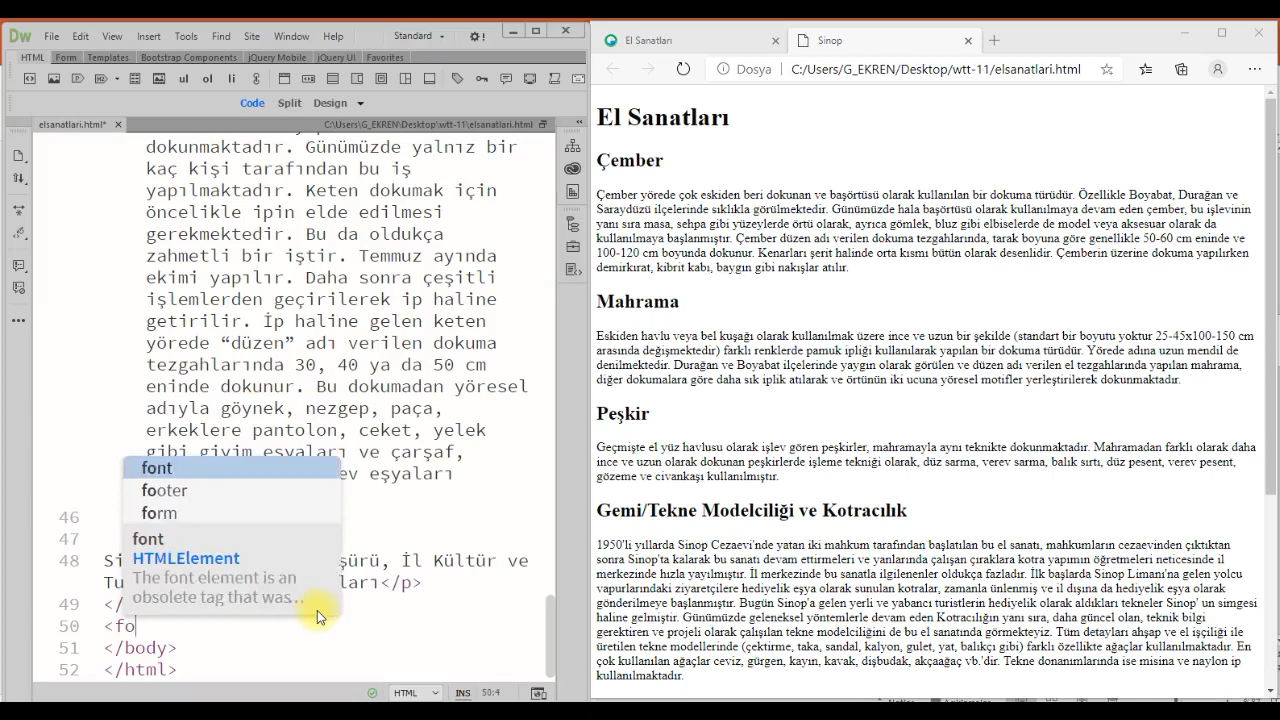 Dw File Edit View Insert Tools Find Site Window Help Standard
HTML Form Templates Bootstrap Components jQuery Mobile jQuery UI Favorites
ul ol li
Code Split Design
elsanatlari.html* C:\Users\G_EKREN\Desktop\wtt-11\elsanatlari.html
dokunmaktadır. Günümüzde yalnız bir
kaç kişi tarafından bu iş
yapılmaktadır. Keten dokumak için
öncelikle ipin elde edilmesi
gerekmektedir. Bu da oldukça
zahmetli bir iştir. Temmuz ayında
ekimi yapılır. Daha sonra çeşitli
işlemlerden geçirilerek ip haline
getirilir. İp haline gelen keten
yörede “düzen” adı verilen dokuma
tezgahlarında 30, 40 ya da 50 cm
eninde dokunur. Bu dokumadan yöresel
adıyla göynek, nezgep, paça,
erkeklere pantolon, ceket, yelek
gibi giyim eşyaları ve çarşaf,
ev eşyaları
font
footer
form
font
HTMLElement
The font element is an
obsolete tag that was...
46
47
48 Si şürü, İl Kültür ve
Tu ları</p>
49 </
50 <fo
51 </body>
52 </html>
HTML INS 50:4
El Sanatları Sinop
Dosya C:/Users/G_EKREN/Desktop/wtt-11/elsanatlari.html
El Sanatları
Çember
Çember yörede çok eskiden beri dokunan ve başörtüsü olarak kullanılan bir dokuma türüdür. Özellikle Boyabat, Durağan ve
Saraydüzü ilçelerinde sıklıkla görülmektedir. Günümüzde hala başörtüsü olarak kullanılmaya devam eden çember, bu işlevinin
yanı sıra masa, sehpa gibi yüzeylerde örtü olarak, ayrıca gömlek, bluz gibi elbiselerde de model veya aksesuar olarak da
kullanılmaya başlanmıştır. Çember düzen adı verilen dokuma tezgahlarında, tarak boyuna göre genellikle 50-60 cm eninde ve
100-120 cm boyunda dokunur. Kenarları şerit halinde orta kısmı bütün olarak desenlidir. Çemberin üzerine dokuma yapılırken
demirkırat, kibrit kabı, baygın gibi nakışlar atılır.
Mahrama
Eskiden havlu veya bel kuşağı olarak kullanılmak üzere ince ve uzun bir şekilde (standart bir boyutu yoktur 25-45x100-150 cm
arasında değişmektedir) farklı renklerde pamuk ipliği kullanılarak yapılan bir dokuma türüdür. Yörede adına uzun mendil de
denilmektedir. Durağan ve Boyabat ilçelerinde yaygın olarak görülen ve düzen adı verilen el tezgahlarında yapılan mahrama,
diğer dokumalara göre daha sık iplik atılarak ve örtünün iki ucuna yöresel motifler yerleştirilerek dokunmaktadır.
Peşkir
Geçmişte el yüz havlusu olarak işlev gören peşkirler, mahramayla aynı teknikte dokunmaktadır. Mahramadan farklı olarak daha
ince ve uzun olarak dokunan peşkirlerde işleme tekniği olarak, düz sarma, verev sarma, balık sırtı, düz pesent, verev pesent,
gözeme ve civankaşı kullanılmıştır.
Gemi/Tekne Modelciliği ve Kotracılık
1950'li yıllarda Sinop Cezaevi'nde yatan iki mahkum tarafından başlatılan bu el sanatı, mahkumların cezaevinden çıktıktan
sonra Sinop'ta kalarak bu sanatı devam ettirmeleri ve yanlarında çalışan çıraklara kotra yapımın öğretmeleri neticesinde il
merkezinde hızla yayılmıştır. İl merkezinde bu sanatla ilgilenenler oldukça fazladır. İlk başlarda Sinop Limanı'na gelen yolcu
vapurlarındaki ziyaretçilere hediyelik eşya olarak sunulan kotralar, zamanla ünlenmiş ve il dışına da hediyelik eşya olarak
gönderilmeye başlanmıştır. Bugün Sinop'a gelen yerli ve yabancı turistlerin hediyelik olarak aldıkları tekneler Sinop' un simgesi
haline gelmiştir. Günümüzde geleneksel yöntemlerle devam eden Kotracılığın yanı sıra, daha güncel olan, teknik bilgi
gerektiren ve projeli olarak çalışılan tekne modelciliğini de bu el sanatında görmekteyiz. Tüm detayları ahşap ve el işçiliği ile
üretilen tekne modellerinde (çektirme, taka, sandal, kalyon, gulet, yat, balıkçı gibi) farklı özellikte ağaçlar kullanılmaktadır. En
çok kullanılan ağaçlar ceviz, gürgen, kayın, kavak, dişbudak, akçaağaç vb.'dir. Tekne donanımlarında ise misina ve naylon ip
kullanılmaktadır.